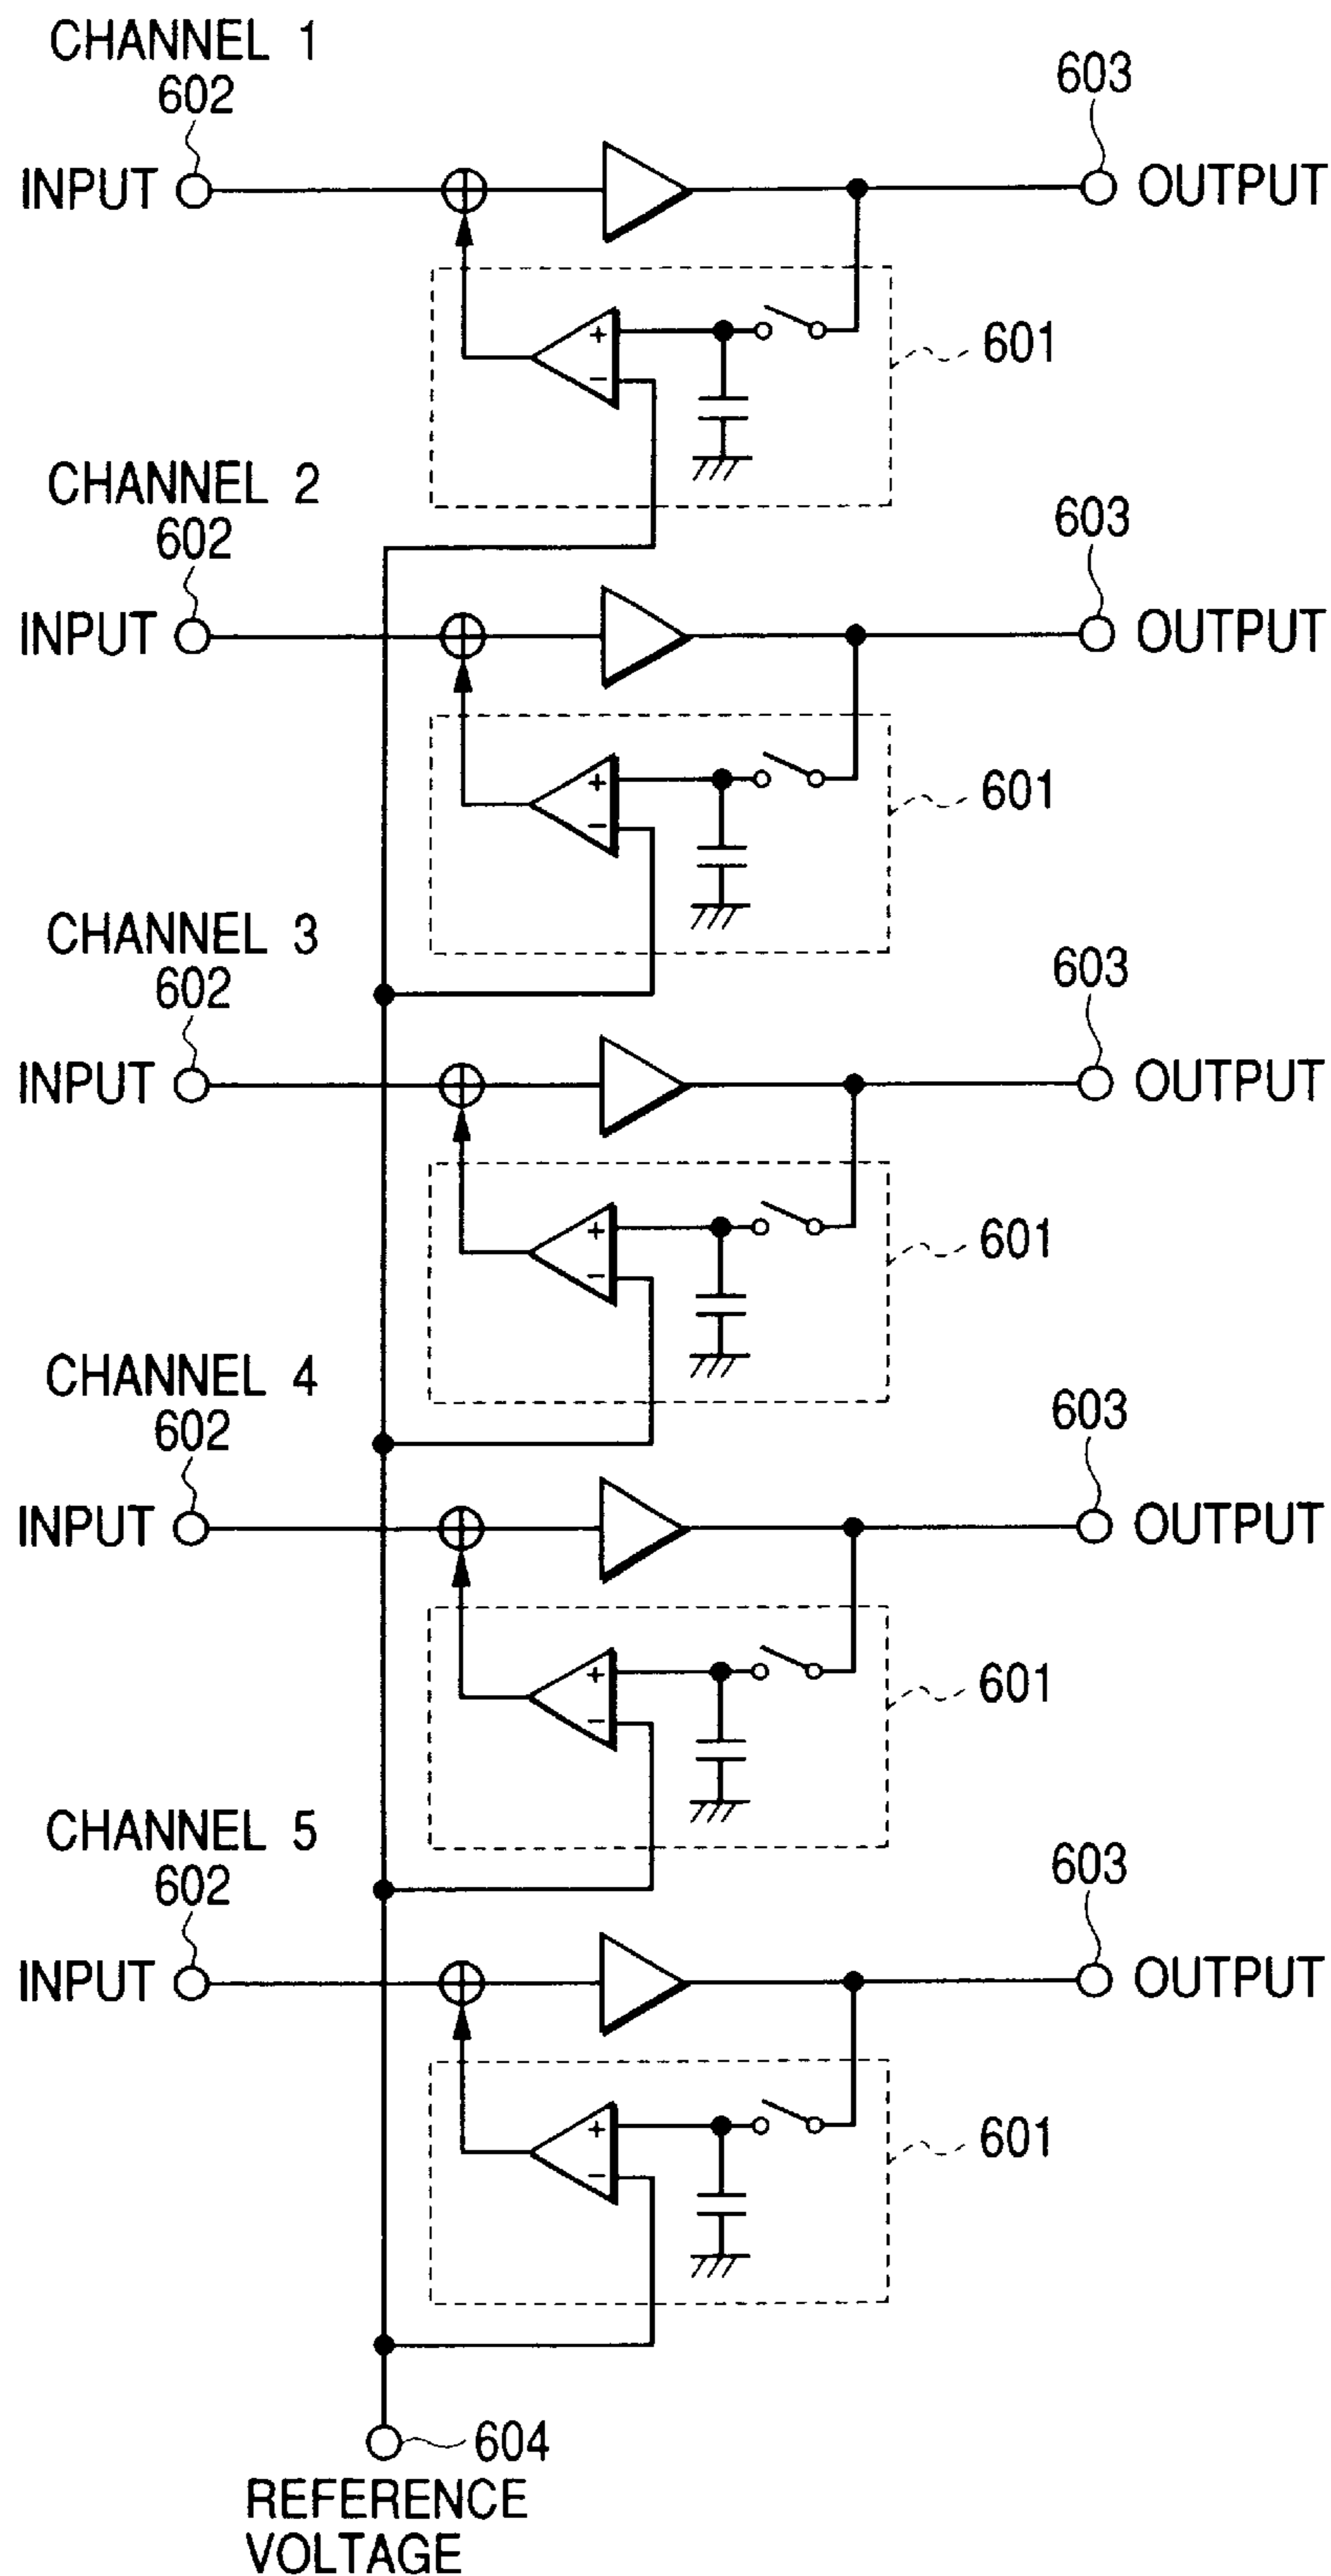 CHANNEL 1
602
603
INPUT
OUTPUT
+
−
601
CHANNEL 2
602
603
INPUT
OUTPUT
+
−
601
CHANNEL 3
602
603
INPUT
OUTPUT
+
−
601
CHANNEL 4
602
603
INPUT
OUTPUT
+
−
601
CHANNEL 5
602
603
INPUT
OUTPUT
+
−
601
604
REFERENCE
VOLTAGE